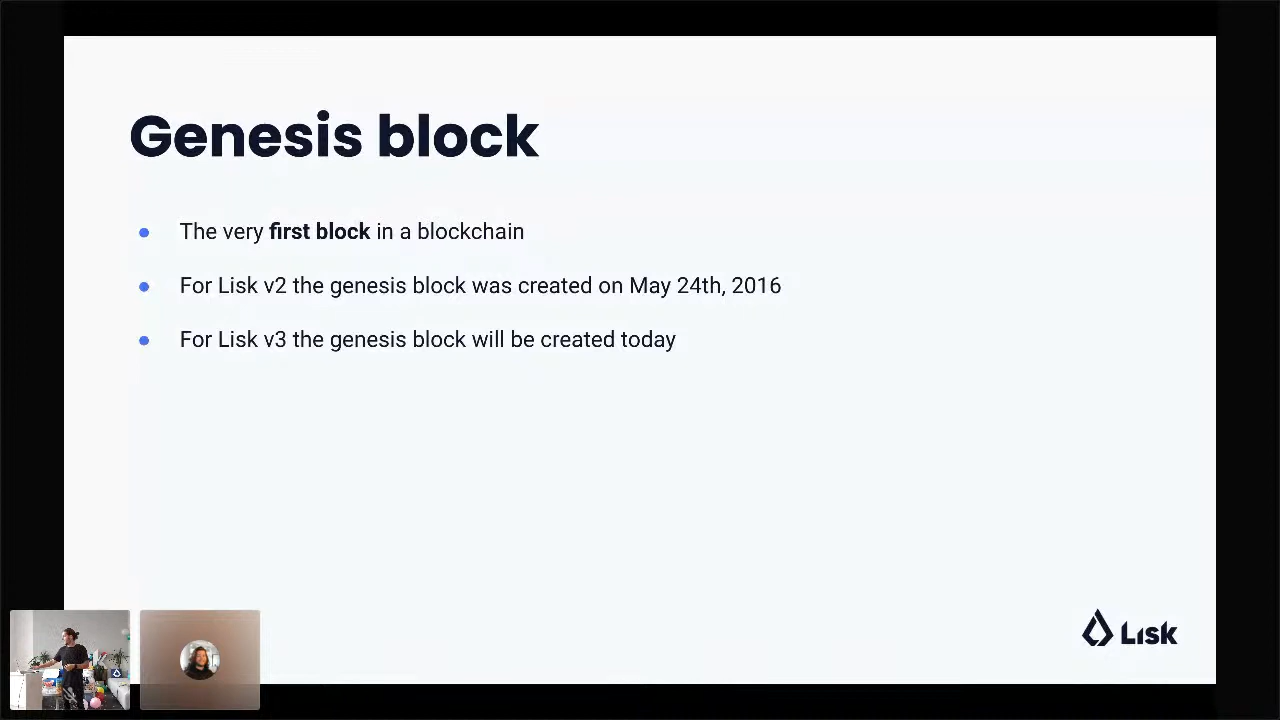 Genesis block
The very first block in a blockchain
For Lisk v2 the genesis block was created on May 24th, 2016
For Lisk v3 the genesis block will be created today
Lisk